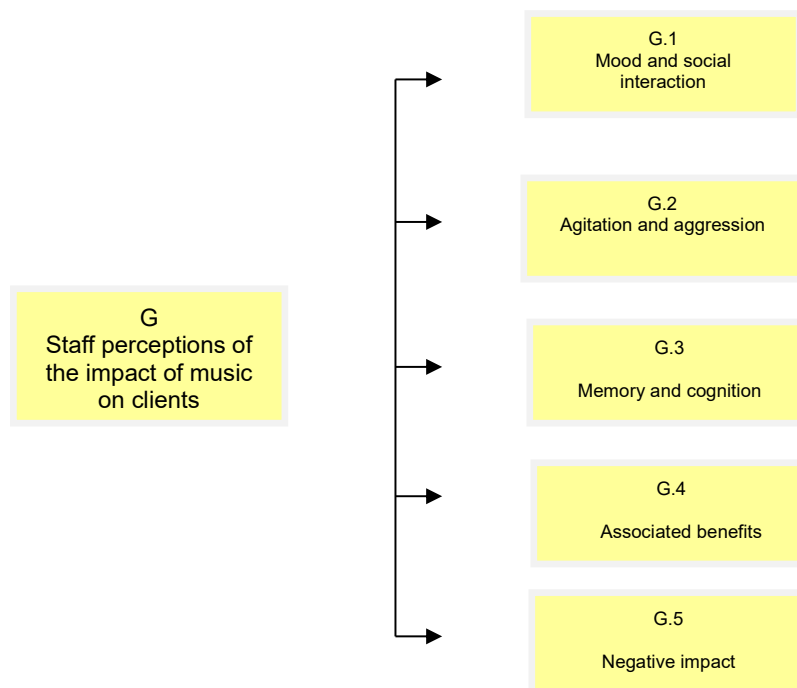 G
Staff perceptions of
the impact of music
on clients
G.1
Mood and social
interaction
G.2
Agitation and aggression
G.3
Memory and cognition
G.4
Associated benefits
G.5
Negative impact